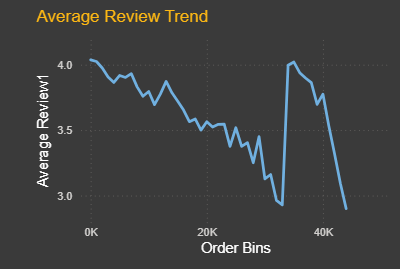 Average Review Trend
4.0
3.5
3.0
Average Review1
0K
20K
40K
Order Bins